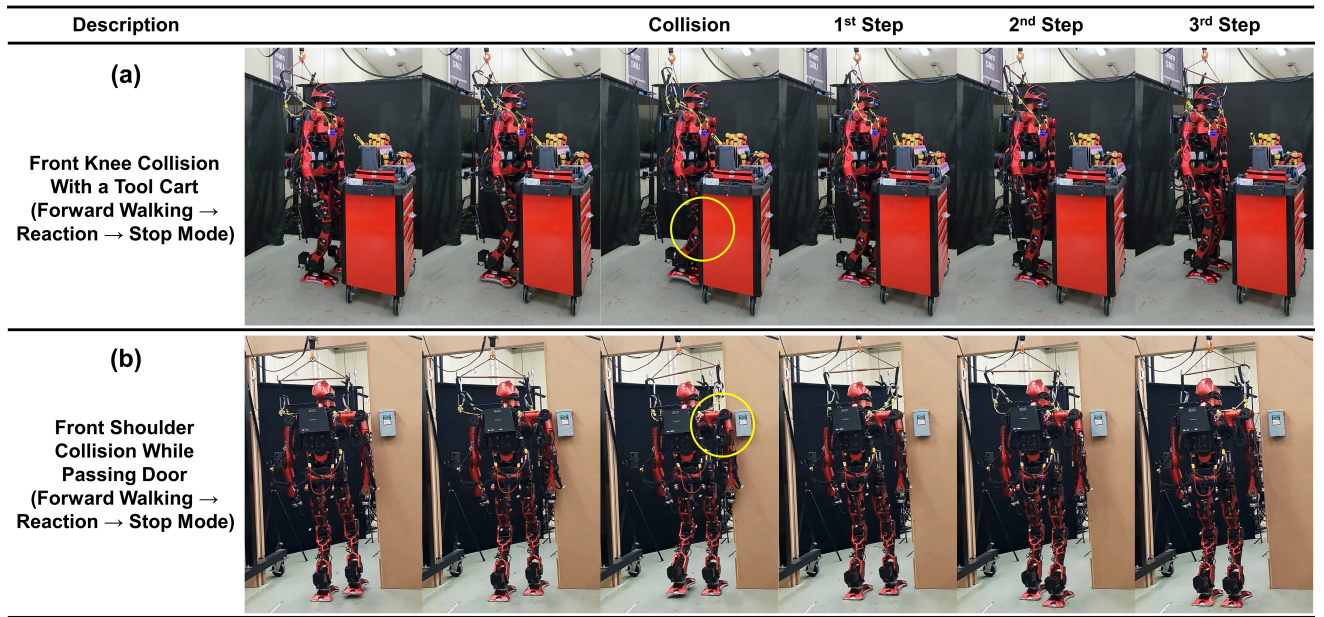 Description Collision 1st Step 2nd Step 3rd Step
(a)
Front Knee Collision
With a Tool Cart
(Forward Walking →
Reaction → Stop Mode)
(b)
Front Shoulder
Collision While
Passing Door
(Forward Walking →
Reaction → Stop Mode)